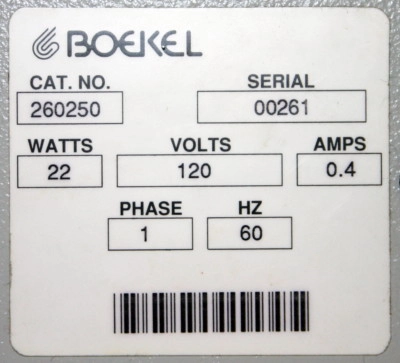 BOEKEL
CAT. NO. SERIAL
260250 00261
WATTS VOLTS AMPS
22 120 0.4
PHASE HZ
1 60